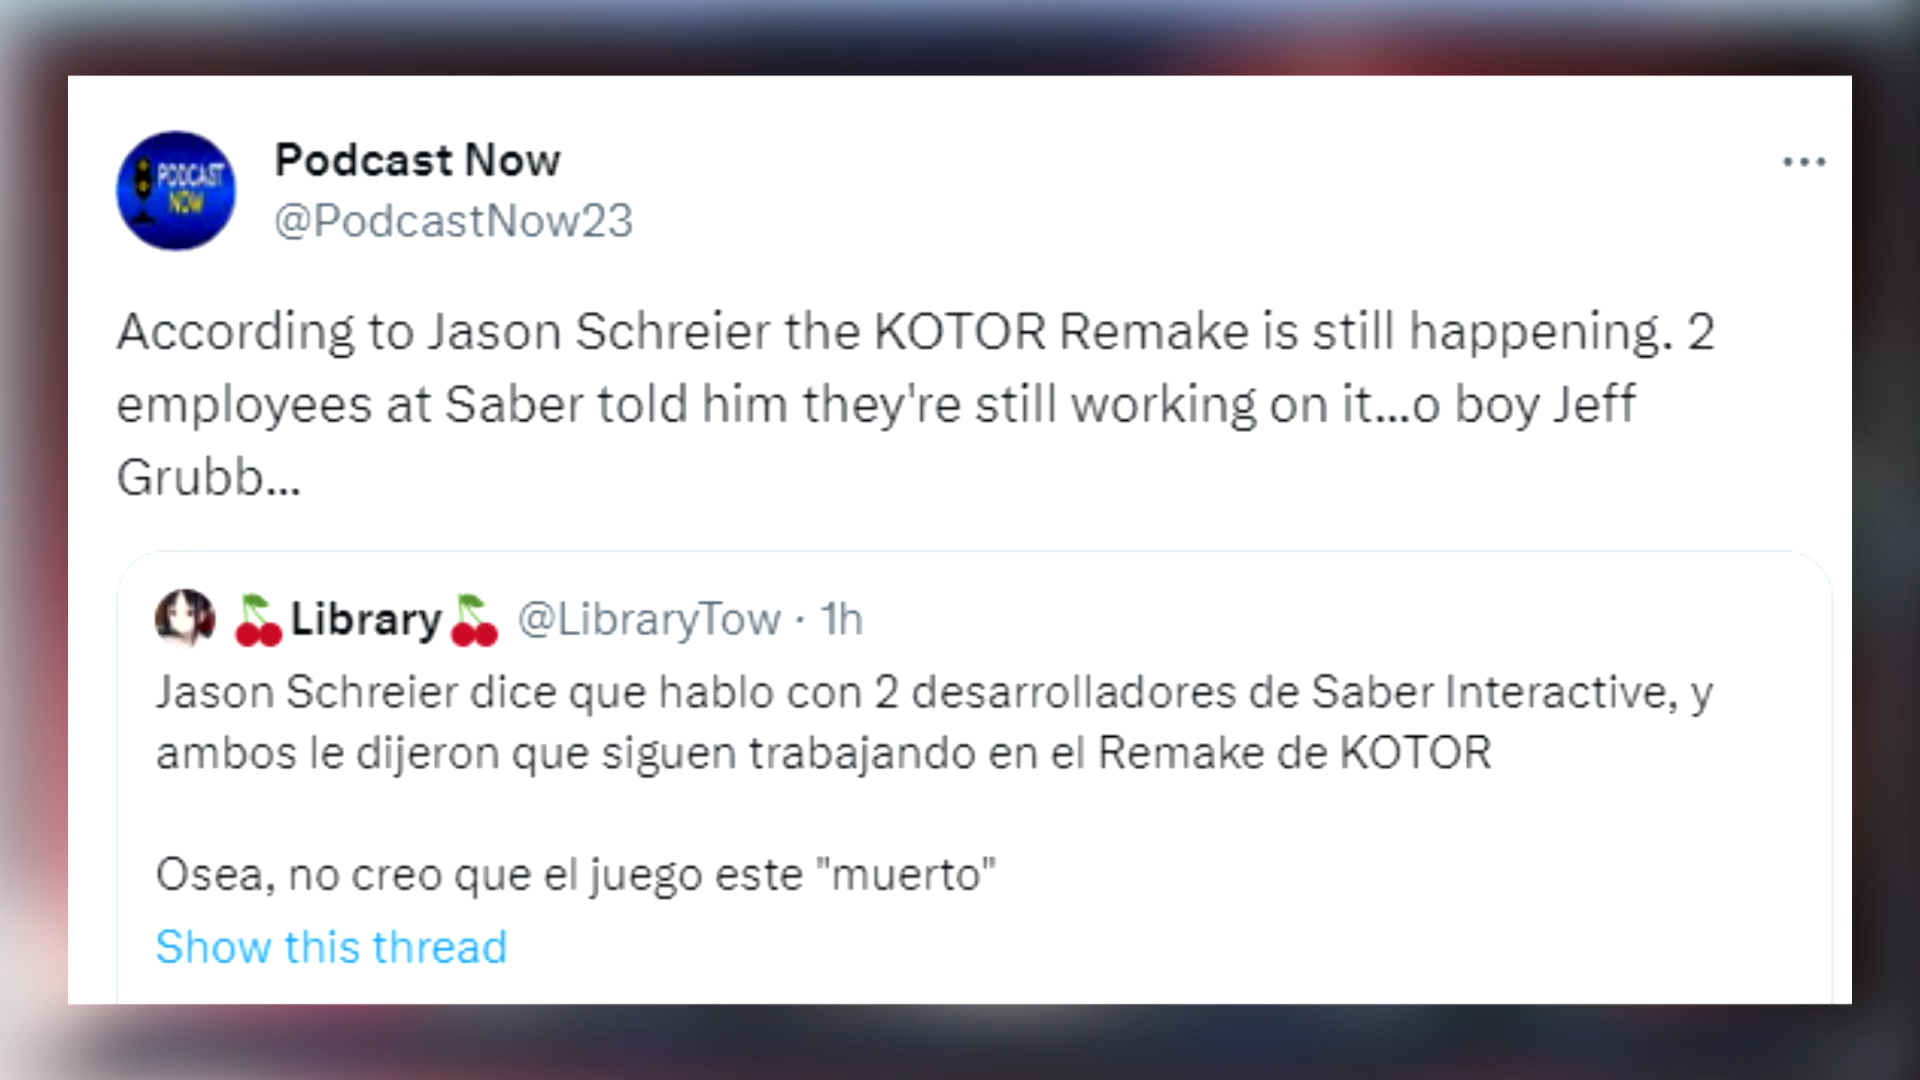 PODCAST
NOW
Podcast Now
@PodcastNow23
According to Jason Schreier the KOTOR Remake is still happening. 2
employees at Saber told him they're still working on it...o boy Jeff
Grubb...
🍒Library🍒 @LibraryTow · 1h
Jason Schreier dice que hablo con 2 desarrolladores de Saber Interactive, y
ambos le dijeron que siguen trabajando en el Remake de KOTOR
Osea, no creo que el juego este "muerto"
Show this thread